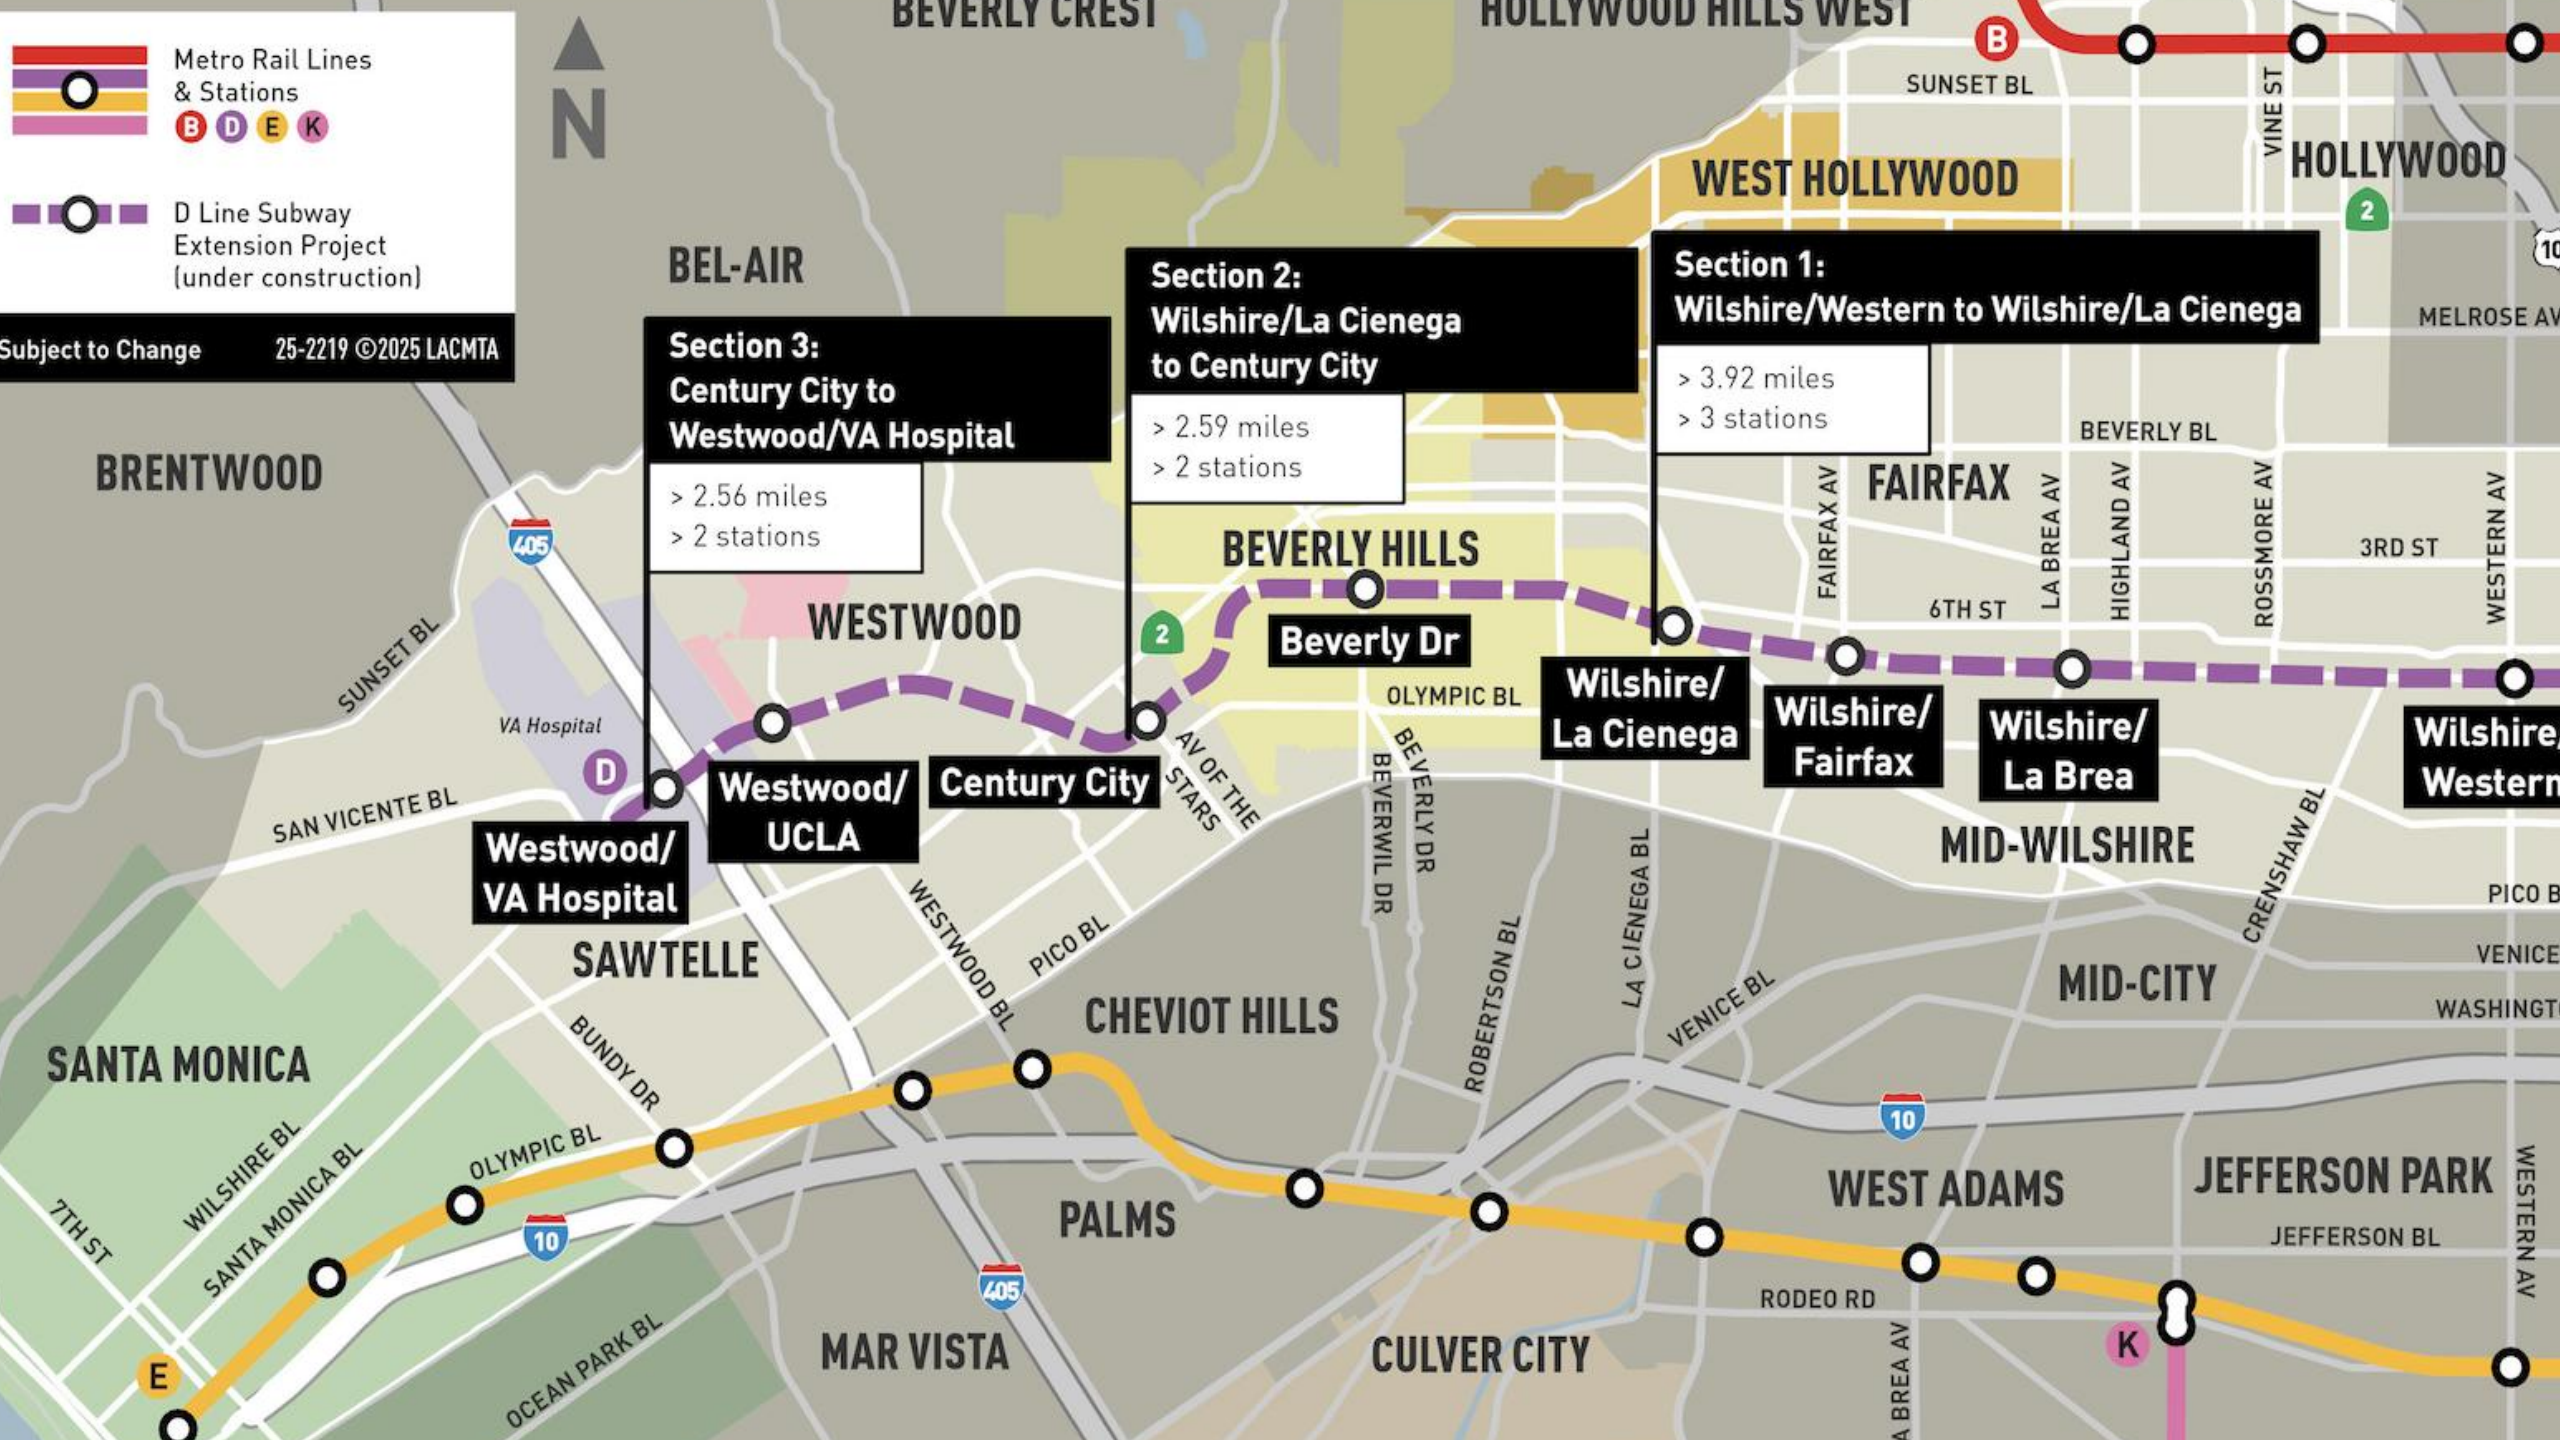 BEVERLY CREST
HOLLYWOOD HILLS WEST
Metro Rail Lines
& Stations
B D E K
D Line Subway
Extension Project
(under construction)
Subject to Change 25-2219 ©2025 LACMTA
N
B
SUNSET BL
VINE ST
HOLLYWOOD
2
WEST HOLLYWOOD
10
MELROSE AV
BEL-AIR
BRENTWOOD
405
Section 3:
Century City to
Westwood/VA Hospital
> 2.56 miles
> 2 stations
Section 2:
Wilshire/La Cienega
to Century City
> 2.59 miles
> 2 stations
Section 1:
Wilshire/Western to Wilshire/La Cienega
> 3.92 miles
> 3 stations
BEVERLY BL
FAIRFAX AV
FAIRFAX
LA BREA AV
HIGHLAND AV
ROSSMORE AV
WESTERN AV
3RD ST
6TH ST
BEVERLY HILLS
WESTWOOD
2
Beverly Dr
OLYMPIC BL
SUNSET BL
VA Hospital
D
SAN VICENTE BL
Westwood/
VA Hospital
Westwood/
UCLA
Century City
AV OF THE
STARS
Wilshire/
La Cienega
Wilshire/
Fairfax
Wilshire/
La Brea
Wilshire/
Western
BEVERWIL DR
BEVERLY DR
MID-WILSHIRE
CRENSHAW BL
PICO B
SAWTELLE
WESTWOOD BL
PICO BL
ROBERTSON BL
LA CIENEGA BL
VENICE BL
MID-CITY
VENICE
WASHINGTO
CHEVIOT HILLS
SANTA MONICA
BUNDY DR
OLYMPIC BL
WILSHIRE BL
SANTA MONICA BL
7TH ST
10
10
405
PALMS
WEST ADAMS
JEFFERSON PARK
JEFFERSON BL
WESTERN AV
RODEO RD
A BREA AV
K
E
OCEAN PARK BL
MAR VISTA
CULVER CITY